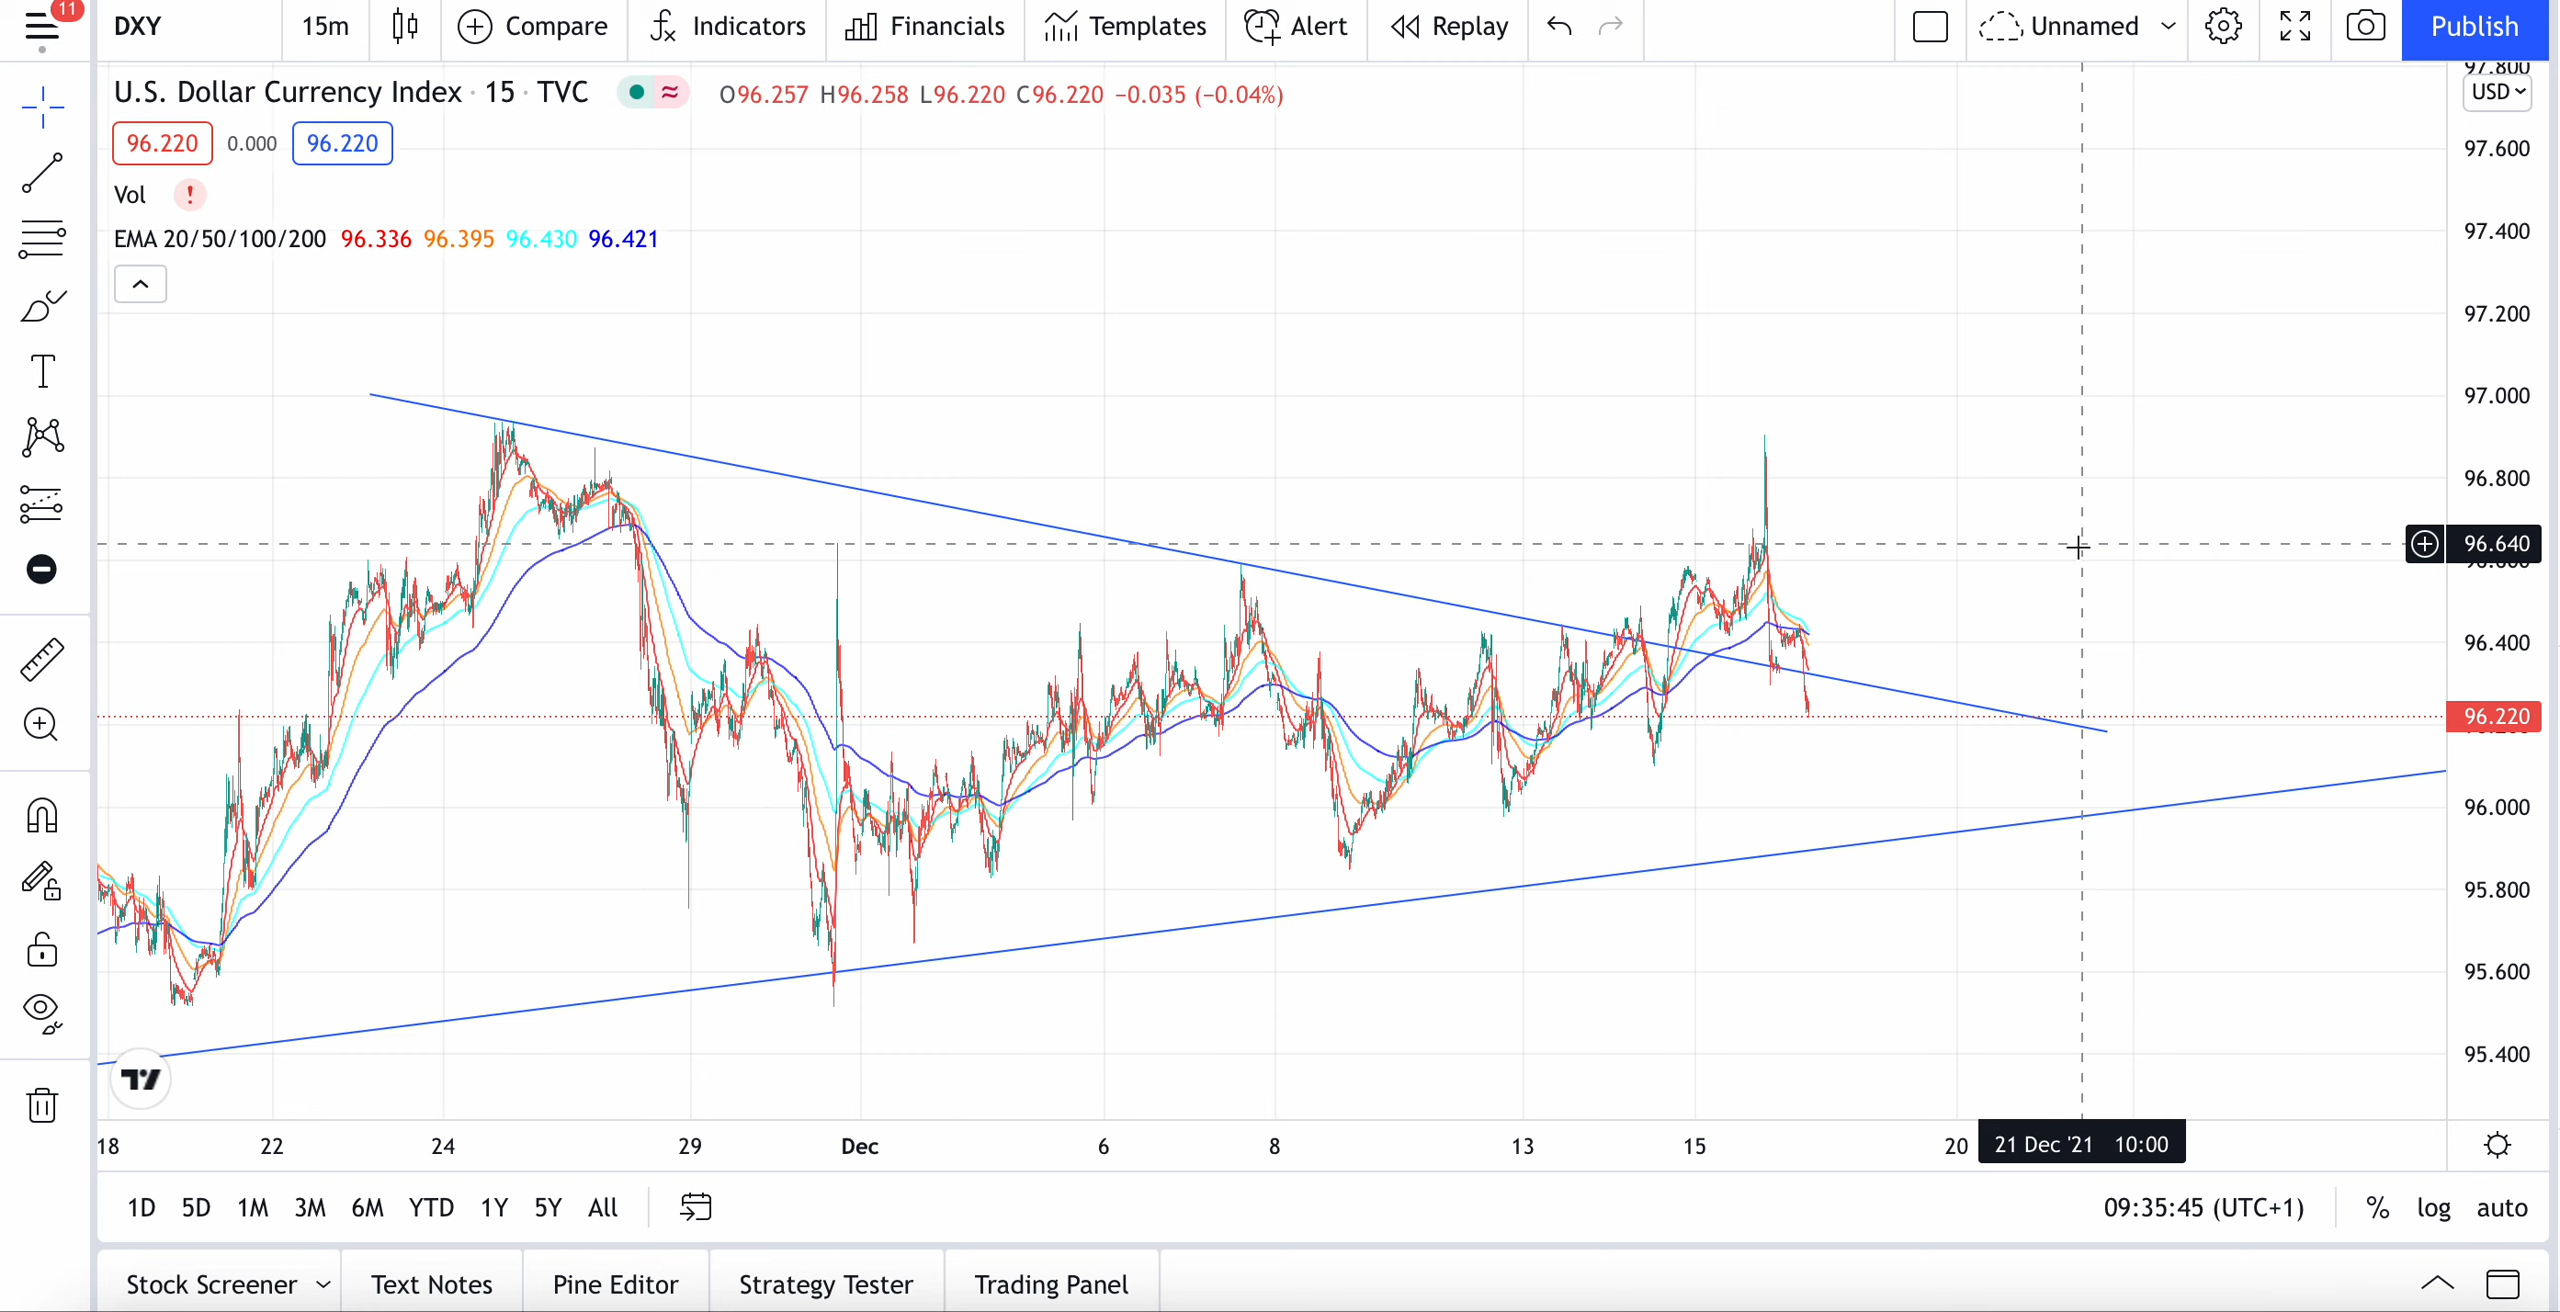 11
DXY 15m Compare Indicators Financials Templates Alert Replay Unnamed Publish
U.S. Dollar Currency Index · 15 · TVC O96.257 H96.258 L96.220 C96.220 −0.035 (−0.04%)
96.220 0.000 96.220
Vol !
EMA 20/50/100/200 96.336 96.395 96.430 96.421
T
97.800
USD
97.600
97.400
97.200
97.000
96.800
96.640
96.400
96.220
96.000
95.800
95.600
95.400
18 22 24 29 Dec 6 8 13 15 20 21 Dec '21 10:00
1D 5D 1M 3M 6M YTD 1Y 5Y All 09:35:45 (UTC+1) % log auto
Stock Screener Text Notes Pine Editor Strategy Tester Trading Panel